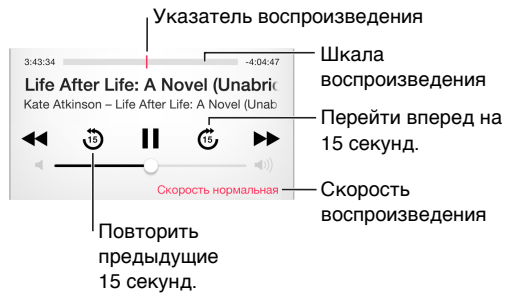 Указатель воспроизведения
3:43:34
-4:04:47
Шкала
воспроизведения
Life After Life: A Novel (Unabri
Kate Atkinson – Life After Life: A Novel (Unab
15
15
Перейти вперед на
15 секунд.
Скорость нормальная
Скорость
воспроизведения
Повторить
предыдущие
15 секунд.